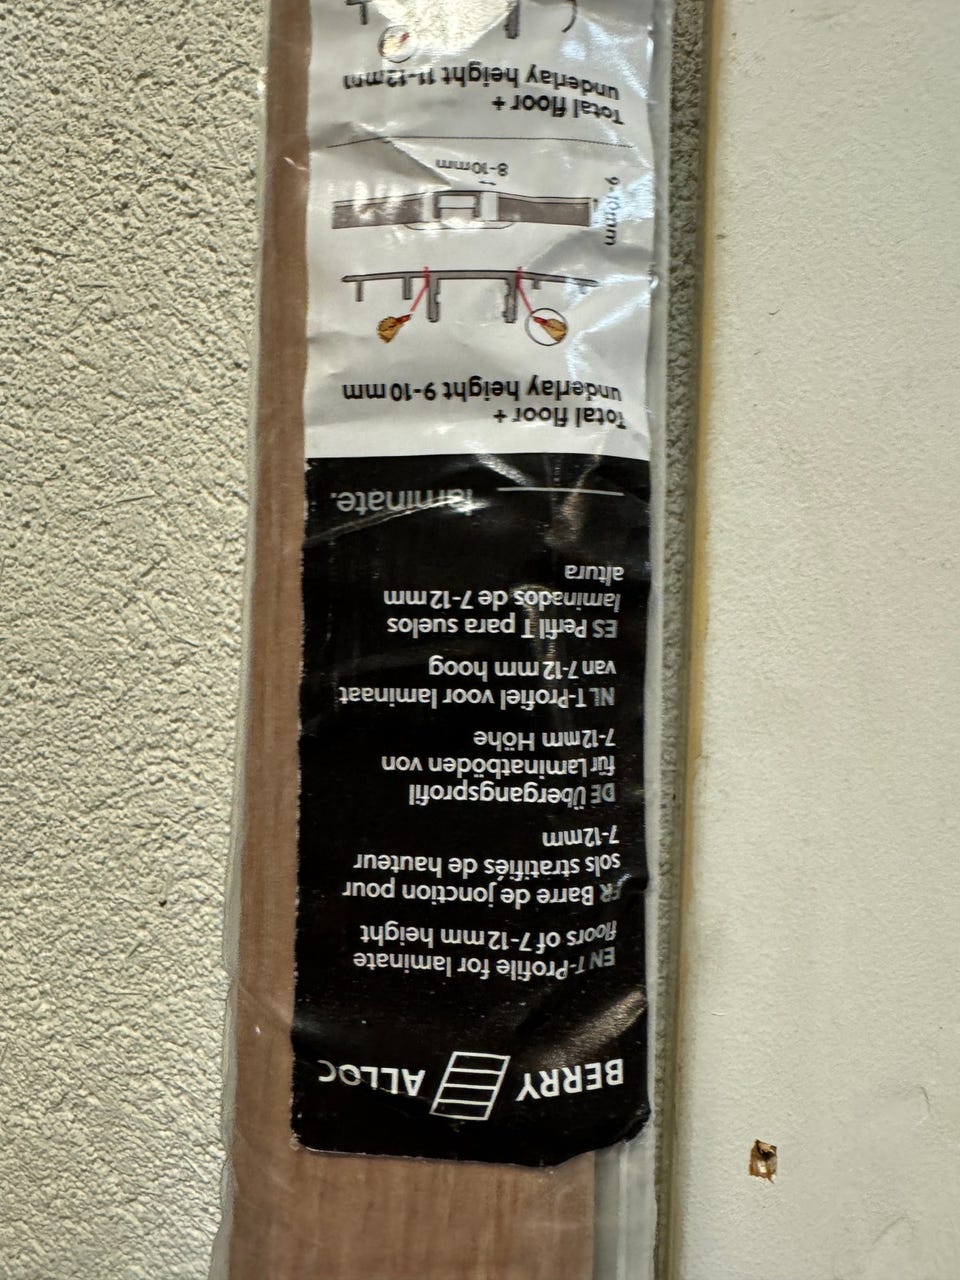 BERRY ALLOC
EN T-Profile for laminate
floors of 7-12 mm height
FR Barre de jonction pour
sols stratifiés de hauteur
7-12mm
DE Übergangsprofil
für Laminatböden von
7-12mm Höhe
NL T-Profiel voor laminaat
van 7-12 mm hoog
ES Perfil T para suelos
laminados de 7-12 mm
altura
laminate.
Total floor +
underlay height 9-10 mm
9-10mm
8-10mm
Total floor +
underlay height 11-12mm